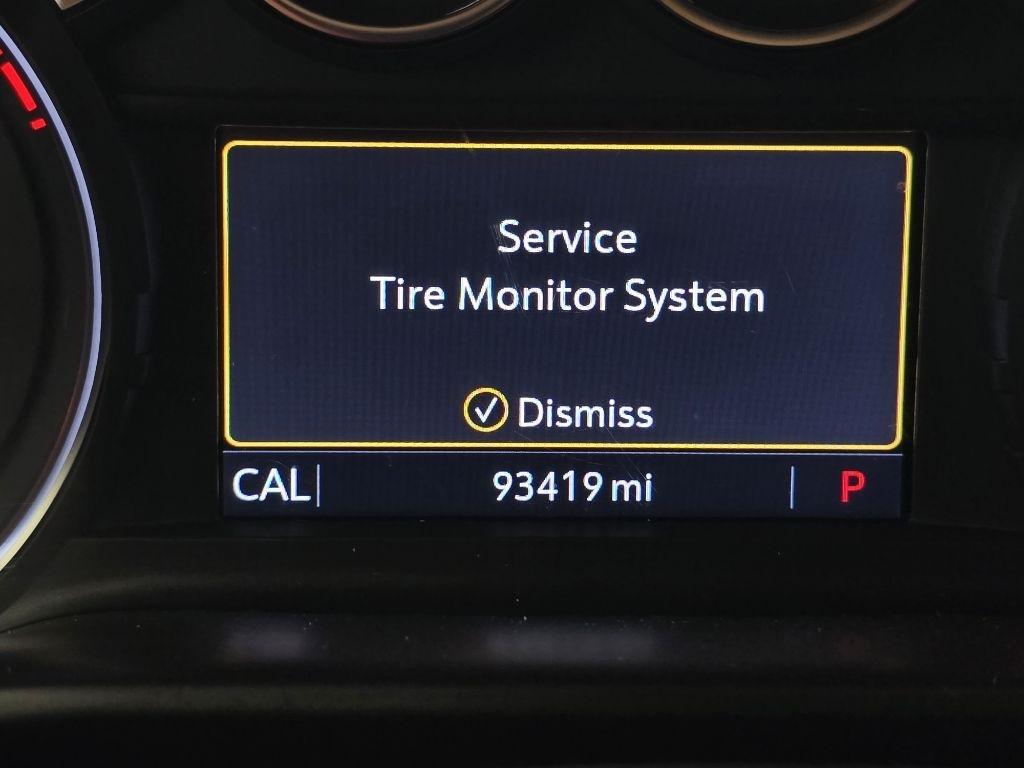 Service
Tire Monitor System
Dismiss
CAL 93419 mi P